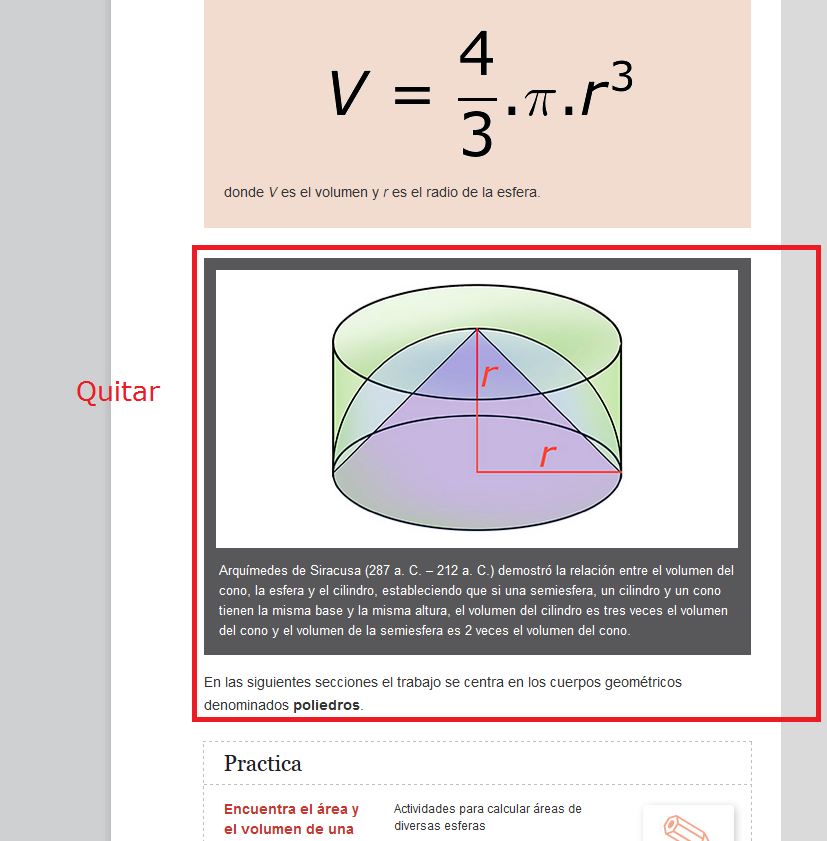 V = 4/3 . π . r³
donde V es el volumen y r es el radio de la esfera.
Quitar
r
r
Arquímedes de Siracusa (287 a. C. – 212 a. C.) demostró la relación entre el volumen del
cono, la esfera y el cilindro, estableciendo que si una semiesfera, un cilindro y un cono
tienen la misma base y la misma altura, el volumen del cilindro es tres veces el volumen
del cono y el volumen de la semiesfera es 2 veces el volumen del cono.
En las siguientes secciones el trabajo se centra en los cuerpos geométricos
denominados poliedros.
Practica
Encuentra el área y
el volumen de una
Actividades para calcular áreas de
diversas esferas